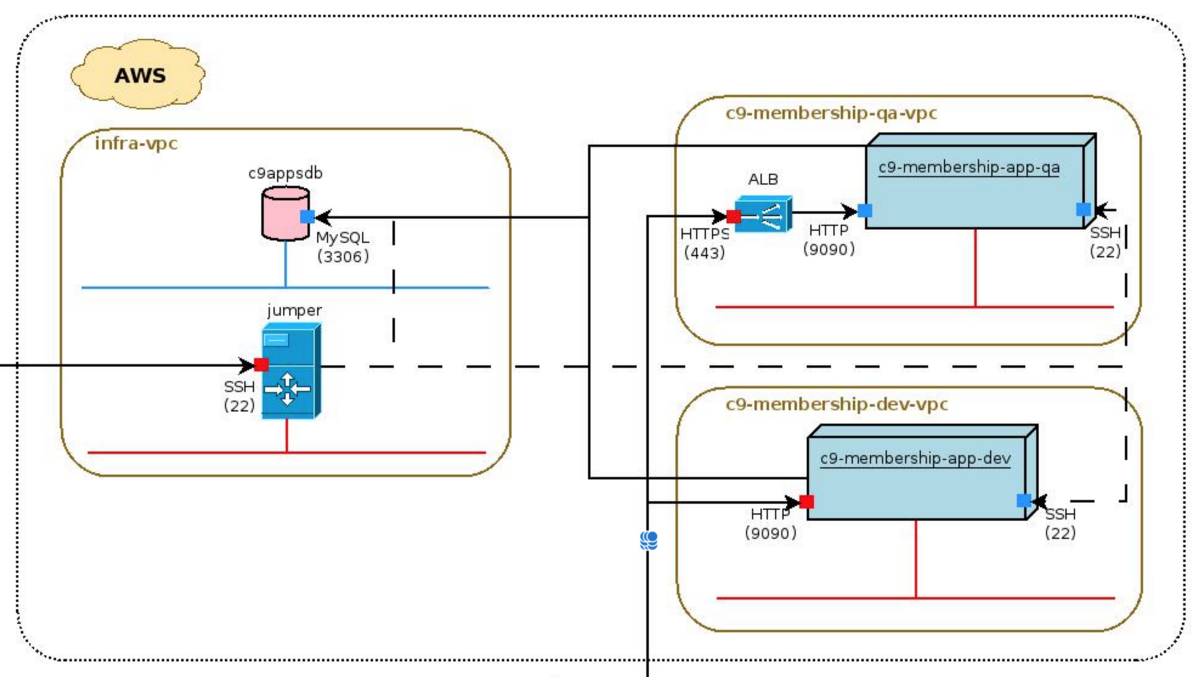 AWS
infra-vpc
c9appsdb
MySQL
(3306)
jumper
SSH
(22)
c9-membership-qa-vpc
c9-membership-app-qa
ALB
HTTPS
(443)
HTTP
(9090)
SSH
(22)
c9-membership-dev-vpc
c9-membership-app-dev
HTTP
(9090)
SSH
(22)